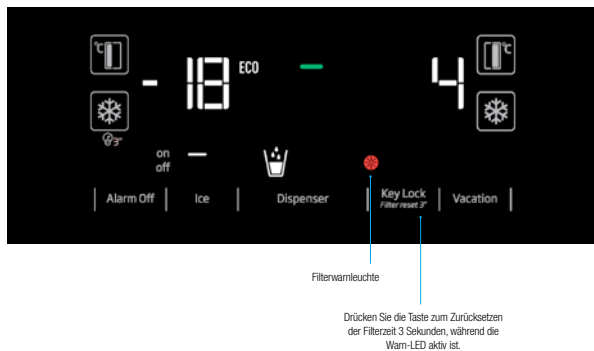 °C
°C
- 18 ECO 4
3"
on
off
Alarm Off Ice Dispenser Key Lock Vacation
Filter reset 3"
Filterwarnleuchte
Drücken Sie die Taste zum Zurücksetzen
der Filterzeit 3 Sekunden, während die
Warn-LED aktiv ist.